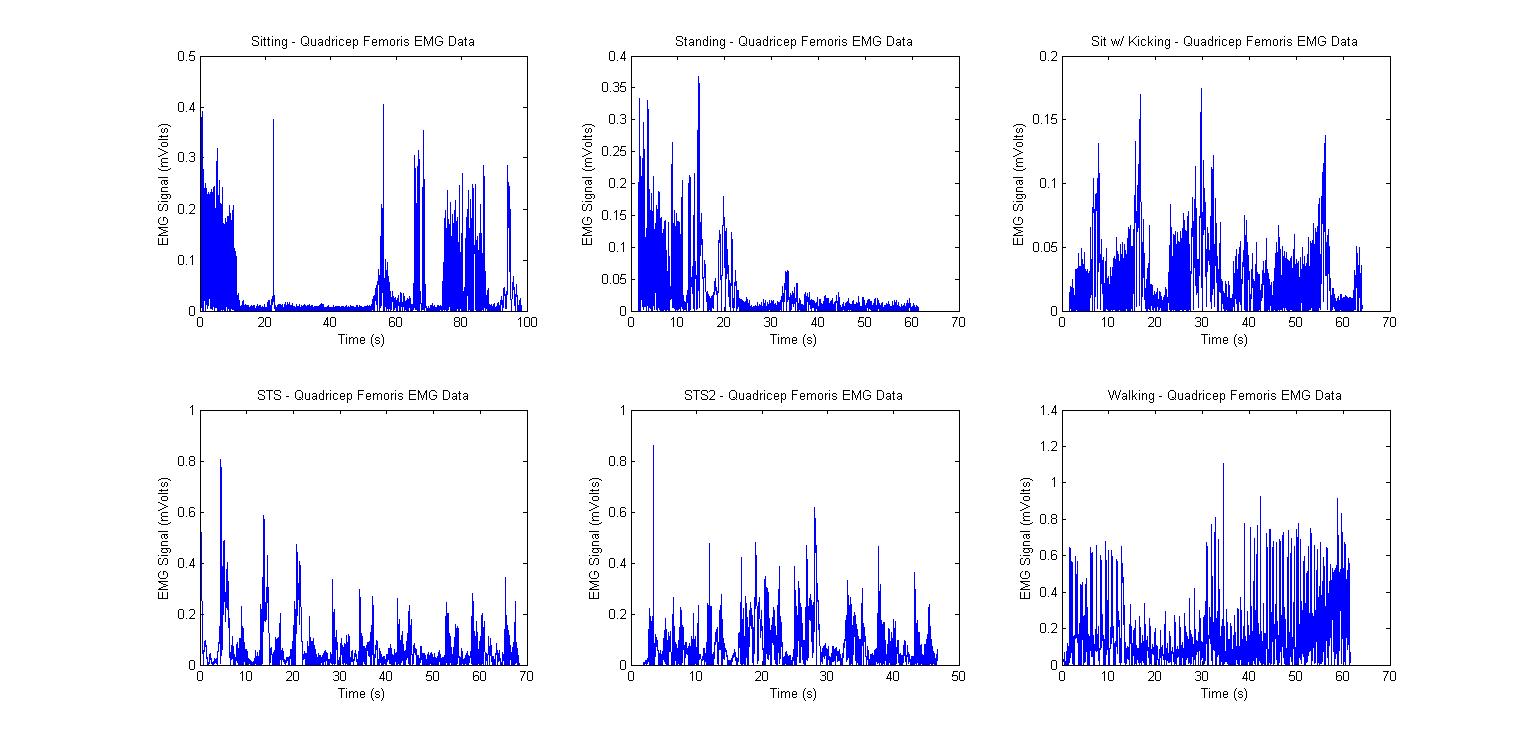 Sitting - Quadricep Femoris EMG Data
EMG Signal (mVolts)
0.5
0.4
0.3
0.2
0.1
0
0 20 40 60 80 100
Time (s)
Standing - Quadricep Femoris EMG Data
EMG Signal (mVolts)
0.4
0.35
0.3
0.25
0.2
0.15
0.1
0.05
0
0 10 20 30 40 50 60 70
Time (s)
Sit w/ Kicking - Quadricep Femoris EMG Data
EMG Signal (mVolts)
0.2
0.15
0.1
0.05
0
0 10 20 30 40 50 60 70
Time (s)
STS - Quadricep Femoris EMG Data
EMG Signal (mVolts)
1
0.8
0.6
0.4
0.2
0
0 10 20 30 40 50 60 70
Time (s)
STS2 - Quadricep Femoris EMG Data
EMG Signal (mVolts)
1
0.8
0.6
0.4
0.2
0
0 10 20 30 40 50
Time (s)
Walking - Quadricep Femoris EMG Data
EMG Signal (mVolts)
1.4
1.2
1
0.8
0.6
0.4
0.2
0
0 10 20 30 40 50 60 70
Time (s)